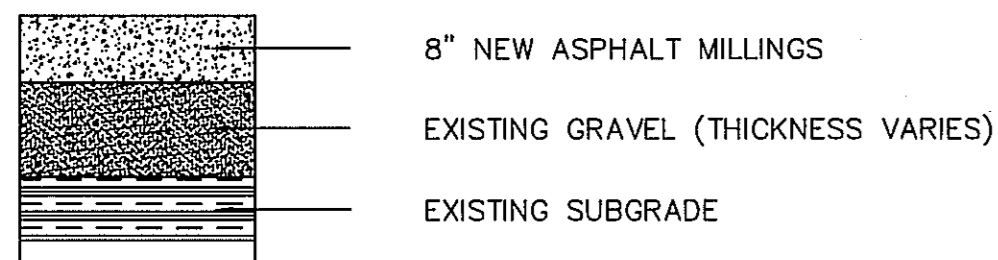 8" NEW ASPHALT MILLINGS
EXISTING GRAVEL (THICKNESS VARIES)
EXISTING SUBGRADE